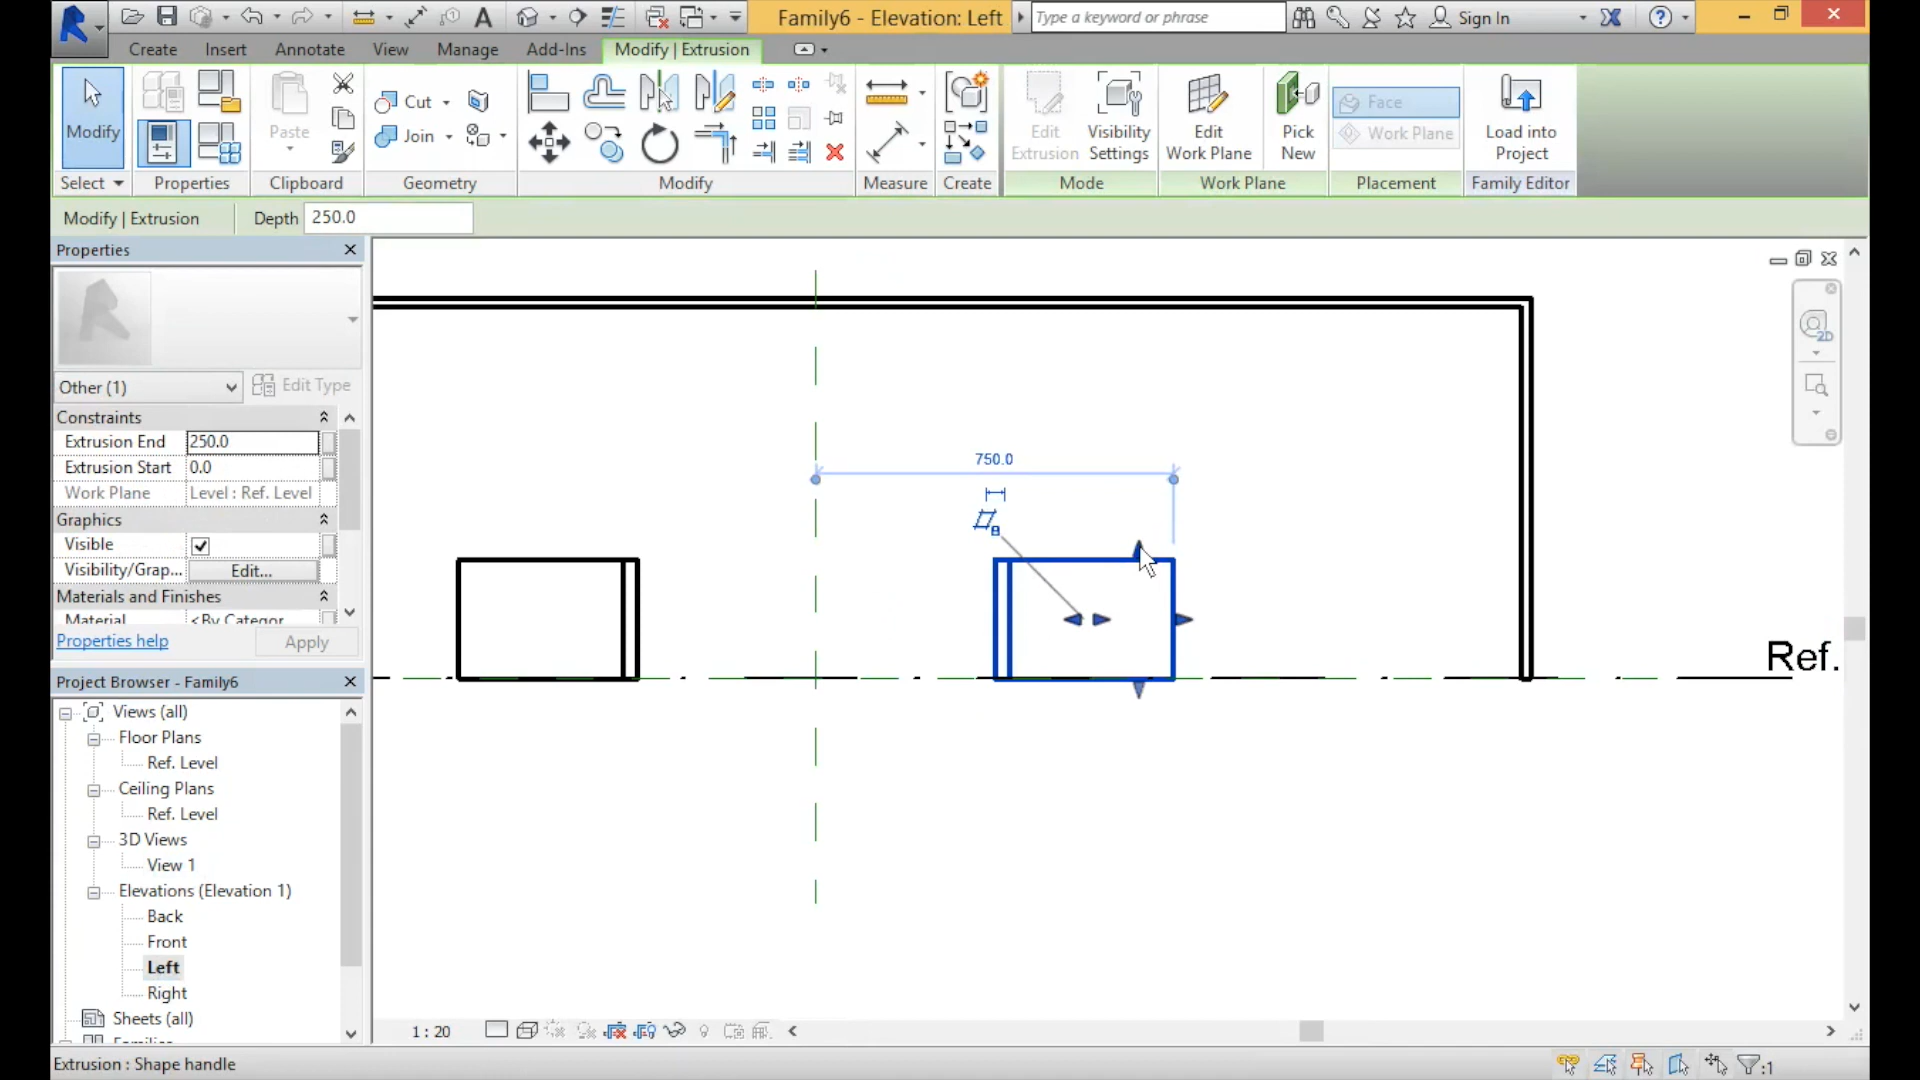 Family6 - Elevation: Left
Type a keyword or phrase
Sign In
Create
Insert
Annotate
View
Manage
Add-Ins
Modify | Extrusion
Modify
Paste
Cut
Join
Edit Extrusion
Visibility Settings
Edit Work Plane
Pick New
Face
Work Plane
Load into Project
Select
Properties
Clipboard
Geometry
Modify
Measure
Create
Mode
Work Plane
Placement
Family Editor
Modify | Extrusion
Depth 250.0
Properties
Other (1)
Edit Type
Constraints
Extrusion End 250.0
Extrusion Start 0.0
Work Plane Level : Ref. Level
Graphics
Visible
Visibility/Grap... Edit...
Materials and Finishes
Material <By Categor
Properties help
Apply
Project Browser - Family6
Views (all)
Floor Plans
Ref. Level
Ceiling Plans
Ref. Level
3D Views
View 1
Elevations (Elevation 1)
Back
Front
Left
Right
Sheets (all)
Families
750.0
Ref.
2D
1 : 20
Extrusion : Shape handle
:1